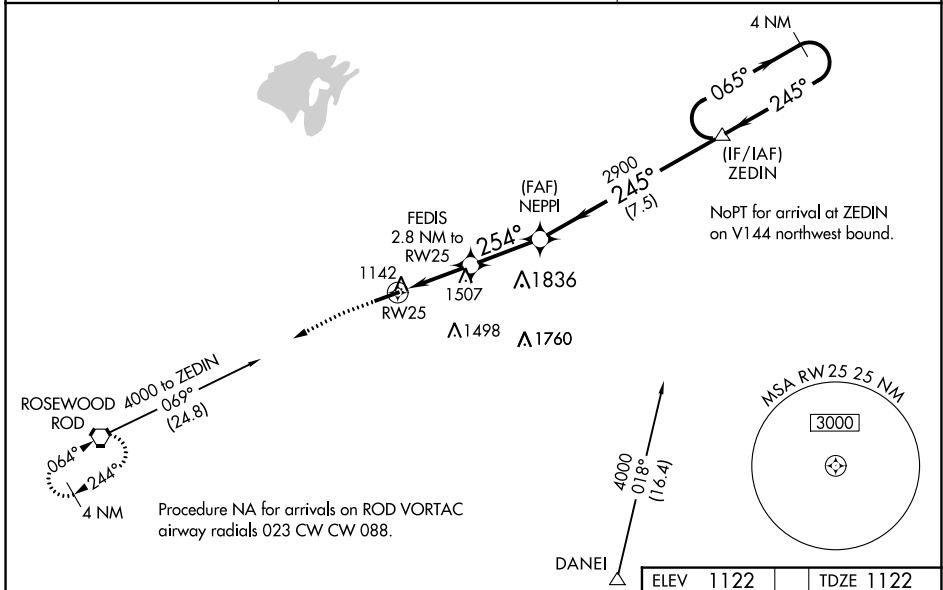 4 NM
065°
245°
(IF/IAF)
ZEDIN
2900
245°
(7.5)
(FAF)
NEPPI
NoPT for arrival at ZEDIN
on V144 northwest bound.
FEDIS
2.8 NM to
RW25
254°
1142
1507
1836
RW25
1498
1760
MSA RW 25 25 NM
3000
4000 to ZEDIN
069°
(24.8)
ROSEWOOD
ROD
064°
244°
4 NM
4000
018°
(16.4)
Procedure NA for arrivals on ROD VORTAC
airway radials 023 CW CW 088.
DANEI
ELEV 1122
TDZE 1122